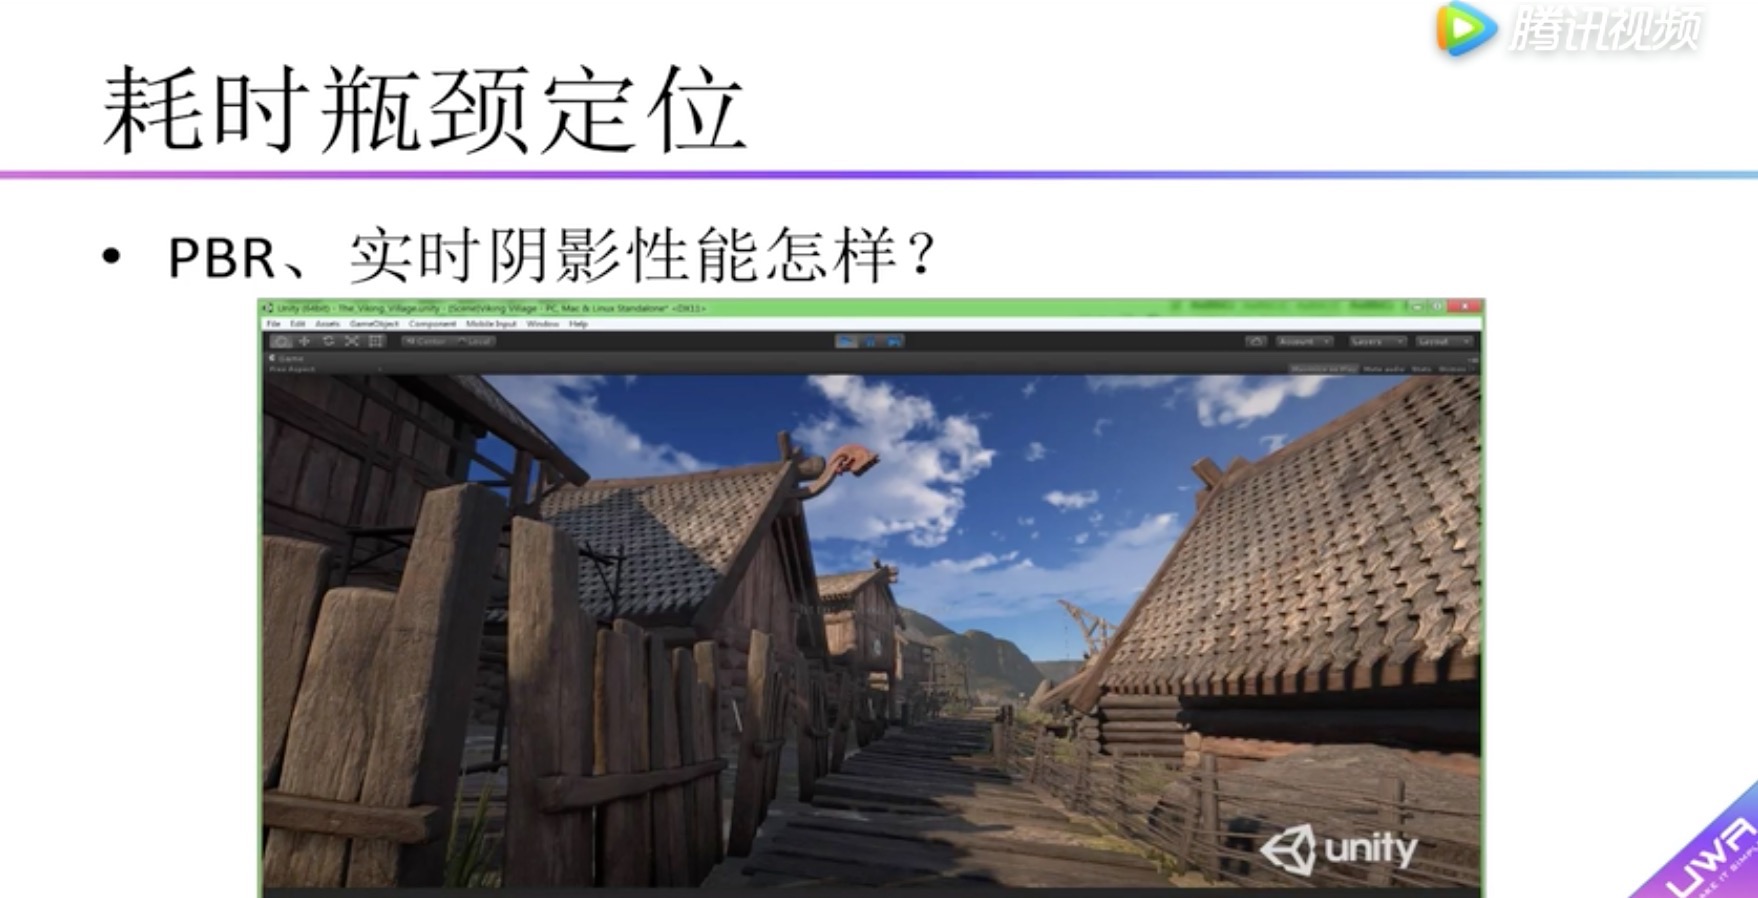 腾讯视频
耗时瓶颈定位
• PBR、实时阴影性能怎样？
Unity (64bit) - The_Viking_Village.unity - [Scene]Viking Village - PC, Mac & Linux Standalone* <DX11>
File Edit Assets GameObject Component Mobile Input Window Help
Center Local Account Layers Layout
Game
Free Aspect Maximize on Play Mute audio Stats Gizmos
unity
UWA